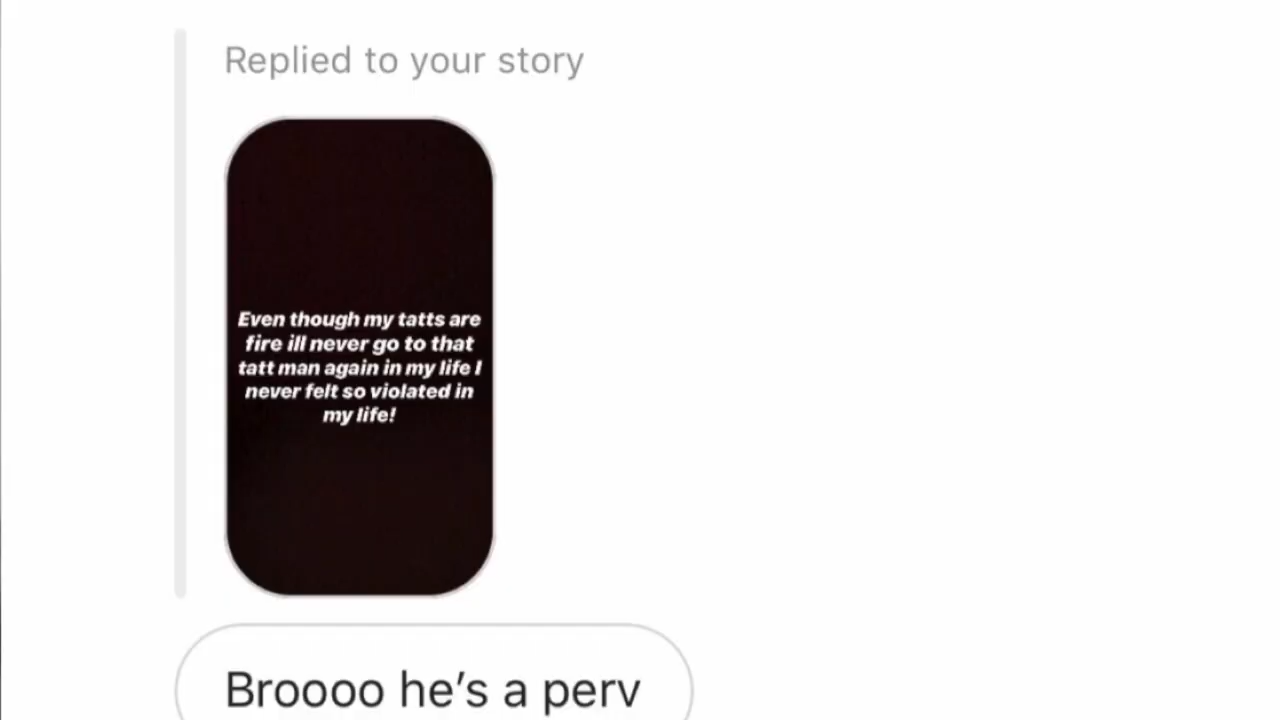 Replied to your story
Even though my tatts are
fire ill never go to that
tatt man again in my life I
never felt so violated in
my life!
Broooo he's a perv